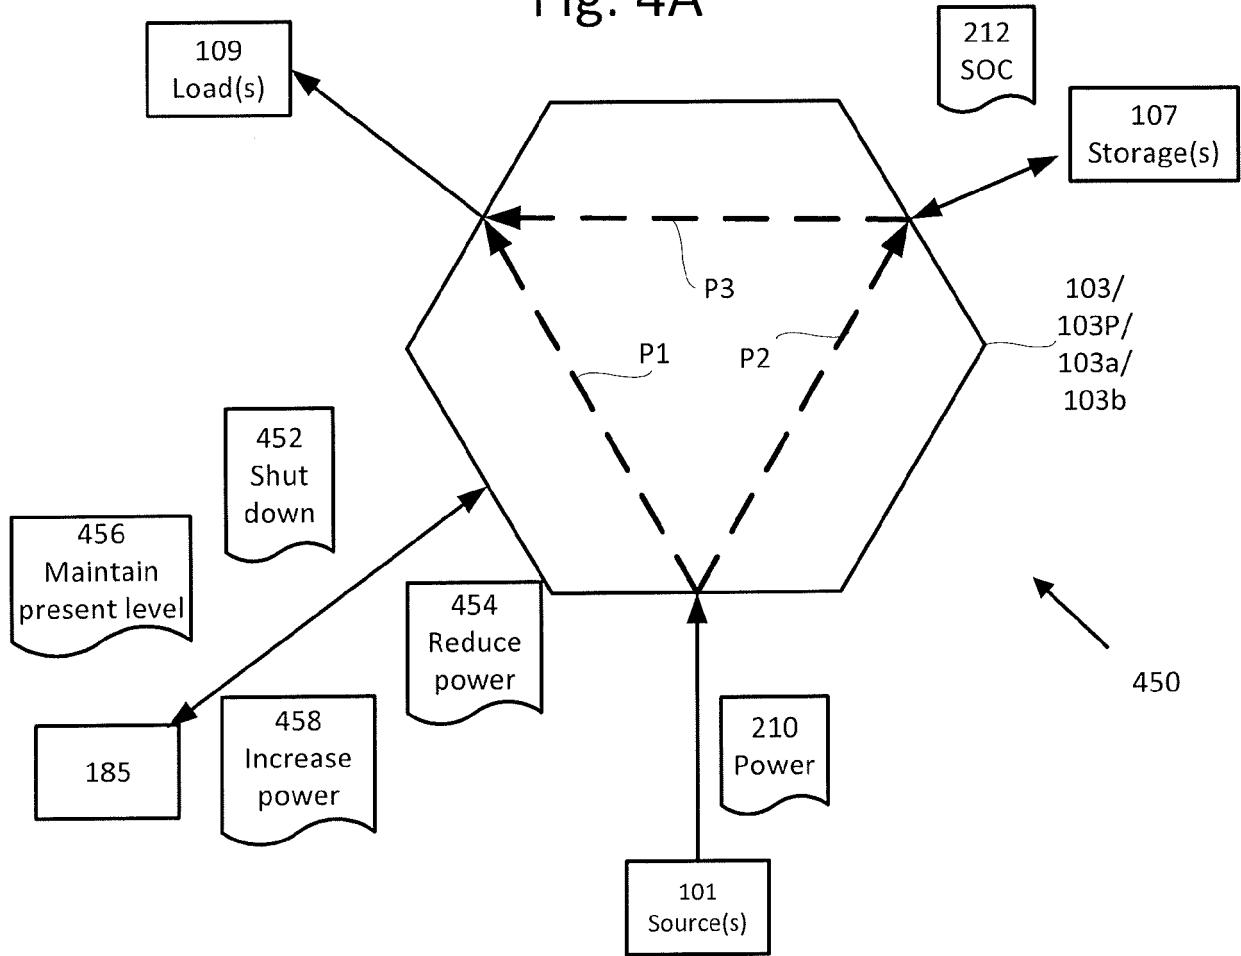 Fig. 4A
109
Load(s)
212
SOC
107
Storage(s)
P3
103/
103P/
103a/
103b
P1
P2
452
Shut
down
456
Maintain
present level
454
Reduce
power
450
458
Increase
power
210
Power
185
101
Source(s)